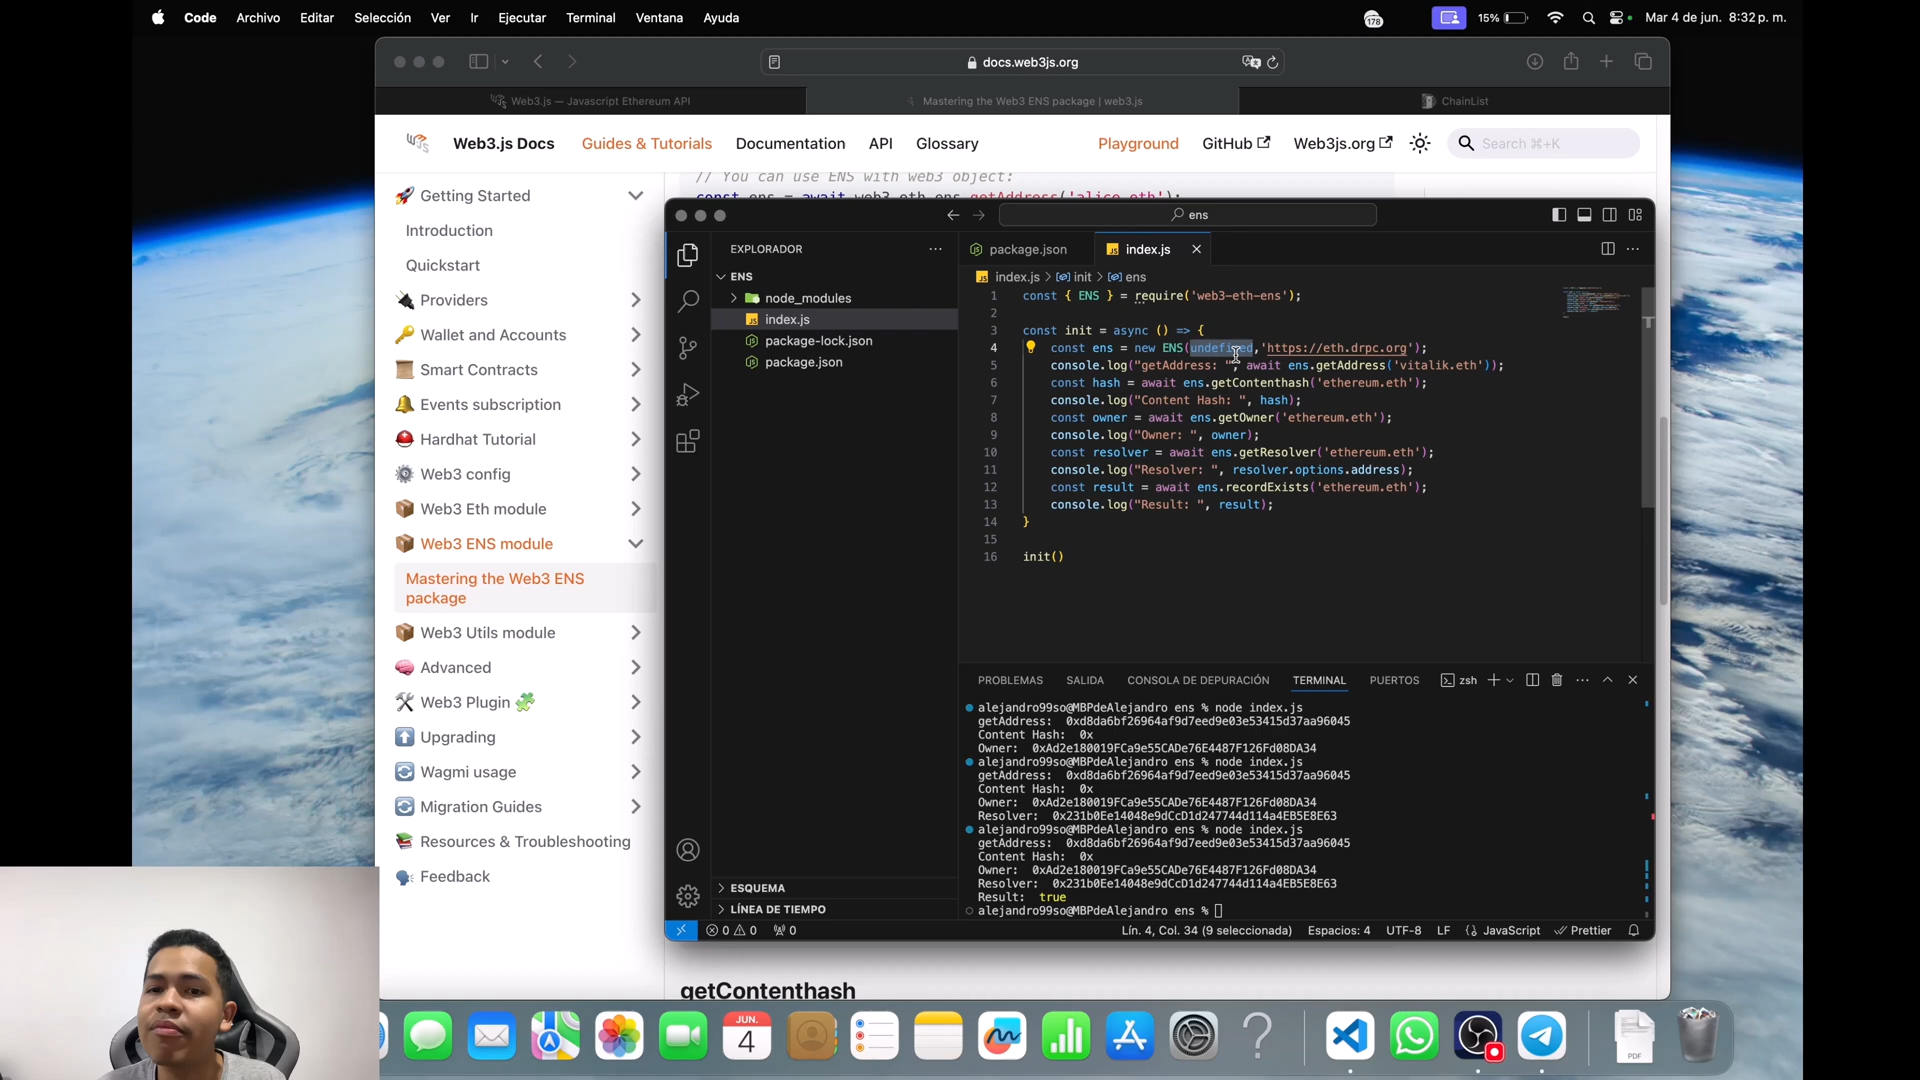 Code Archivo Editar Selección Ver Ir Ejecutar Terminal Ventana Ayuda
178 15% Mar 4 de jun. 8:32 p. m.
docs.web3js.org
Web3.js — Javascript Ethereum API
Mastering the Web3 ENS package | web3.js
ChainList
Web3.js Docs Guides & Tutorials Documentation API Glossary Playground GitHub Web3js.org Search ⌘+K
Getting Started
Introduction
Quickstart
Providers
Wallet and Accounts
Smart Contracts
Events subscription
Hardhat Tutorial
Web3 config
Web3 Eth module
Web3 ENS module
Mastering the Web3 ENS
package
Web3 Utils module
Advanced
Web3 Plugin
Upgrading
Wagmi usage
Migration Guides
Resources & Troubleshooting
Feedback
// You can use ENS with web3 object:
const ens = await web3.eth.ens.getAddress('alice.eth');
ens
EXPLORADOR
ENS
node_modules
index.js
package-lock.json
package.json
ESQUEMA
LÍNEA DE TIEMPO
package.json index.js
index.js > init > ens
1 const { ENS } = require('web3-eth-ens');
2
3 const init = async () => {
4 const ens = new ENS(undefined,'https://eth.drpc.org');
5 console.log("getAddress: ", await ens.getAddress('vitalik.eth'));
6 const hash = await ens.getContenthash('ethereum.eth');
7 console.log("Content Hash: ", hash);
8 const owner = await ens.getOwner('ethereum.eth');
9 console.log("Owner: ", owner);
10 const resolver = await ens.getResolver('ethereum.eth');
11 console.log("Resolver: ", resolver.options.address);
12 const result = await ens.recordExists('ethereum.eth');
13 console.log("Result: ", result);
14 }
15
16 init()
PROBLEMAS SALIDA CONSOLA DE DEPURACIÓN TERMINAL PUERTOS zsh
alejandro99so@MBPdeAlejandro ens % node index.js
getAddress: 0xd8da6bf26964af9d7eed9e03e53415d37aa96045
Content Hash: 0x
Owner: 0xAd2e180019FCa9e55CADe76E4487F126Fd08DA34
alejandro99so@MBPdeAlejandro ens % node index.js
getAddress: 0xd8da6bf26964af9d7eed9e03e53415d37aa96045
Content Hash: 0x
Owner: 0xAd2e180019FCa9e55CADe76E4487F126Fd08DA34
Resolver: 0x231b0Ee14048e9dCcD1d247744d114a4EB5E8E63
alejandro99so@MBPdeAlejandro ens % node index.js
getAddress: 0xd8da6bf26964af9d7eed9e03e53415d37aa96045
Content Hash: 0x
Owner: 0xAd2e180019FCa9e55CADe76E4487F126Fd08DA34
Resolver: 0x231b0Ee14048e9dCcD1d247744d114a4EB5E8E63
Result: true
alejandro99so@MBPdeAlejandro ens %
0 0 0 Lín. 4, Col. 34 (9 seleccionada) Espacios: 4 UTF-8 LF {} JavaScript Prettier
getContenthash
JUN.
4
PDF